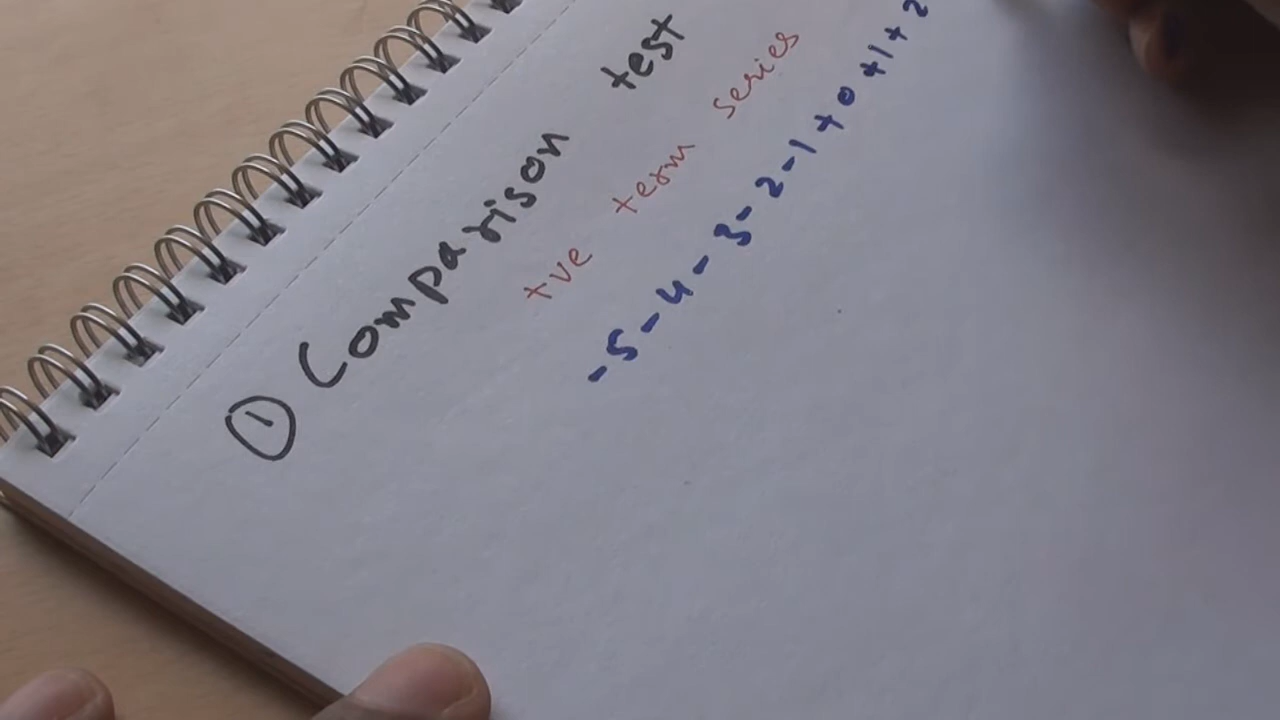 ① Comparison test
+ve term series
-5-4-3-2-1+0+1+2